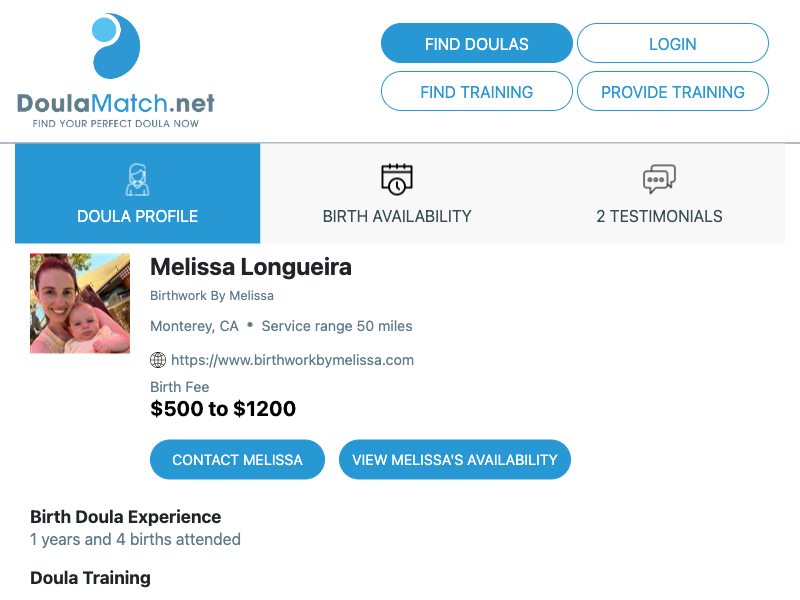 DoulaMatch.net
FIND YOUR PERFECT DOULA NOW
FIND DOULAS
LOGIN
FIND TRAINING
PROVIDE TRAINING
DOULA PROFILE
BIRTH AVAILABILITY
2 TESTIMONIALS
Melissa Longueira
Birthwork By Melissa
Monterey, CA • Service range 50 miles
https://www.birthworkbymelissa.com
Birth Fee
$500 to $1200
CONTACT MELISSA
VIEW MELISSA'S AVAILABILITY
Birth Doula Experience
1 years and 4 births attended
Doula Training